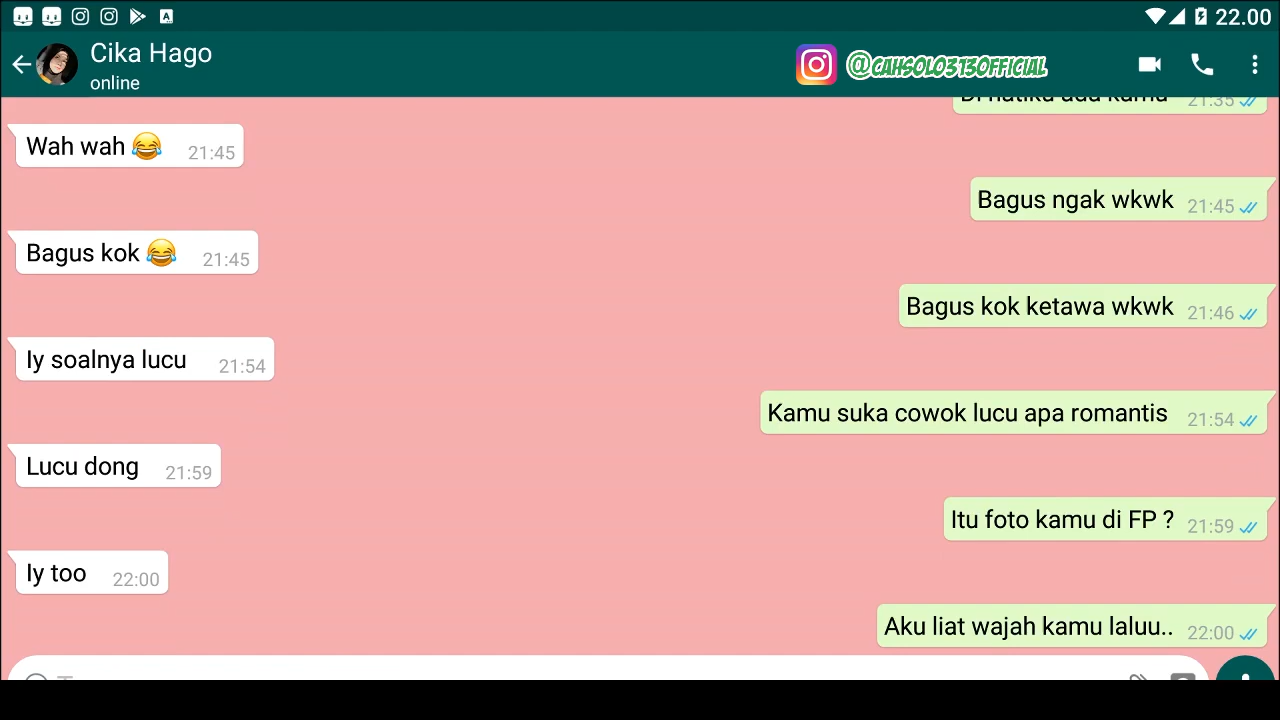 22.00
Cika Hago
online
@CAHSOLO313OFFICIAL
21:35
Wah wah 😂 21:45
Bagus ngak wkwk 21:45
Bagus kok 😂 21:45
Bagus kok ketawa wkwk 21:46
Iy soalnya lucu 21:54
Kamu suka cowok lucu apa romantis 21:54
Lucu dong 21:59
Itu foto kamu di FP ? 21:59
Iy too 22:00
Aku liat wajah kamu laluu.. 22:00